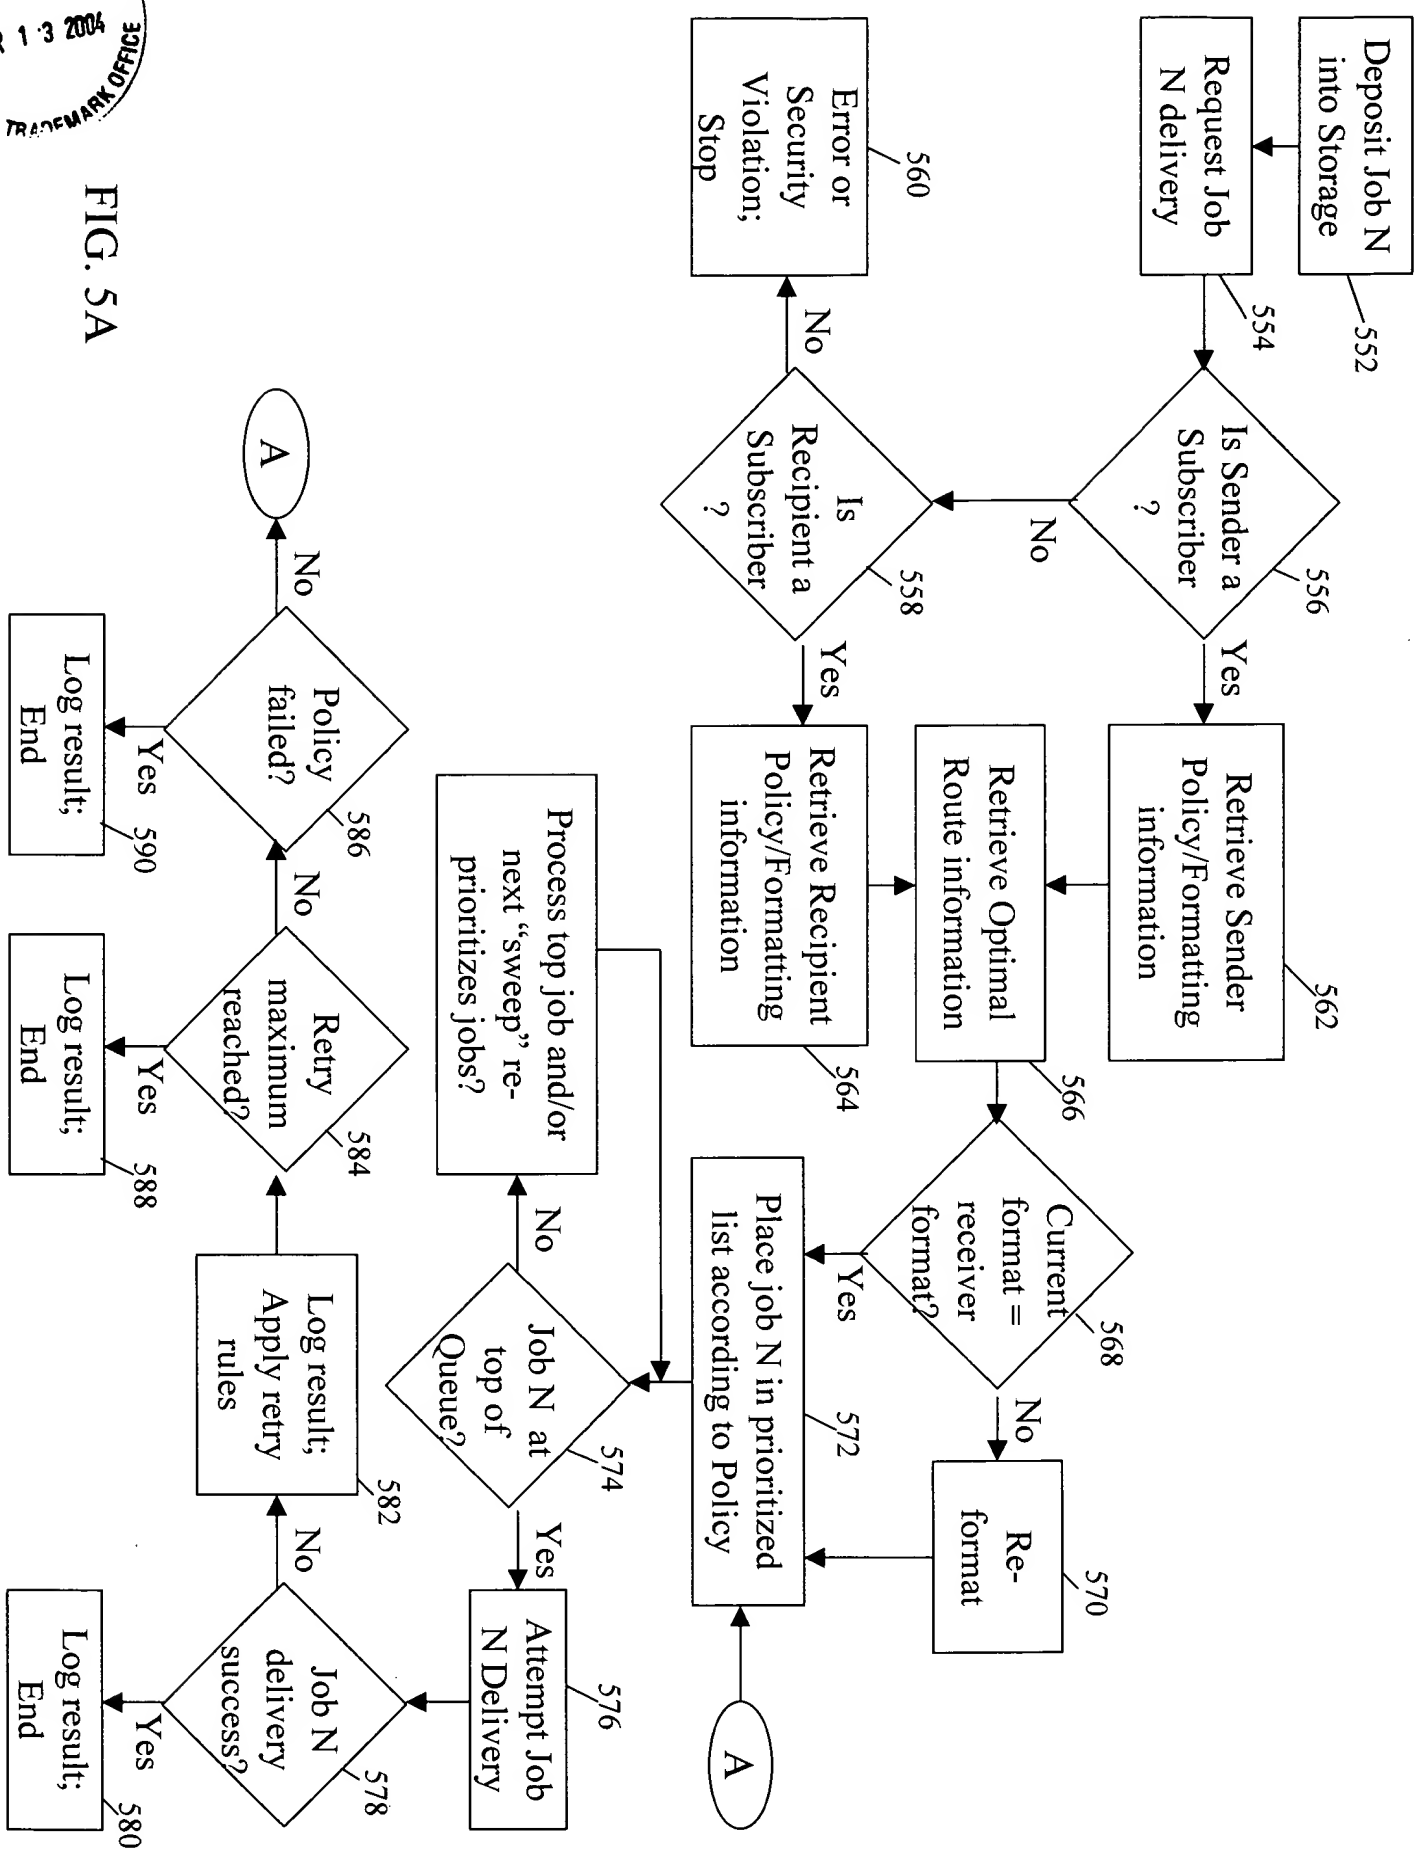 Deposit Job N
into Storage
552
Request Job
N delivery
554
Is Sender a
Subscriber
?
556
Yes
No
Retrieve Sender
Policy/Formatting
information
562
Is
Recipient a
Subscriber
?
558
Yes
No
Error or
Security
Violation;
Stop
560
Retrieve Recipient
Policy/Formatting
information
564
Retrieve Optimal
Route information
566
Current
format =
receiver
format?
568
No
Yes
Re-
format
570
Place job N in prioritized
list according to Policy
572
A
Job N at
top of
Queue?
574
No
Yes
Process top job and/or
next “sweep” re-
prioritizes jobs?
Attempt Job
N Delivery
576
Job N
delivery
success?
578
Yes
No
Log result;
End
580
Log result;
Apply retry
rules
582
Retry
maximum
reached?
584
Yes
No
Log result;
End
588
Policy
failed?
586
Yes
No
Log result;
End
590
A
FIG. 5A
1 3 2004
TRADEMARK OFFICE